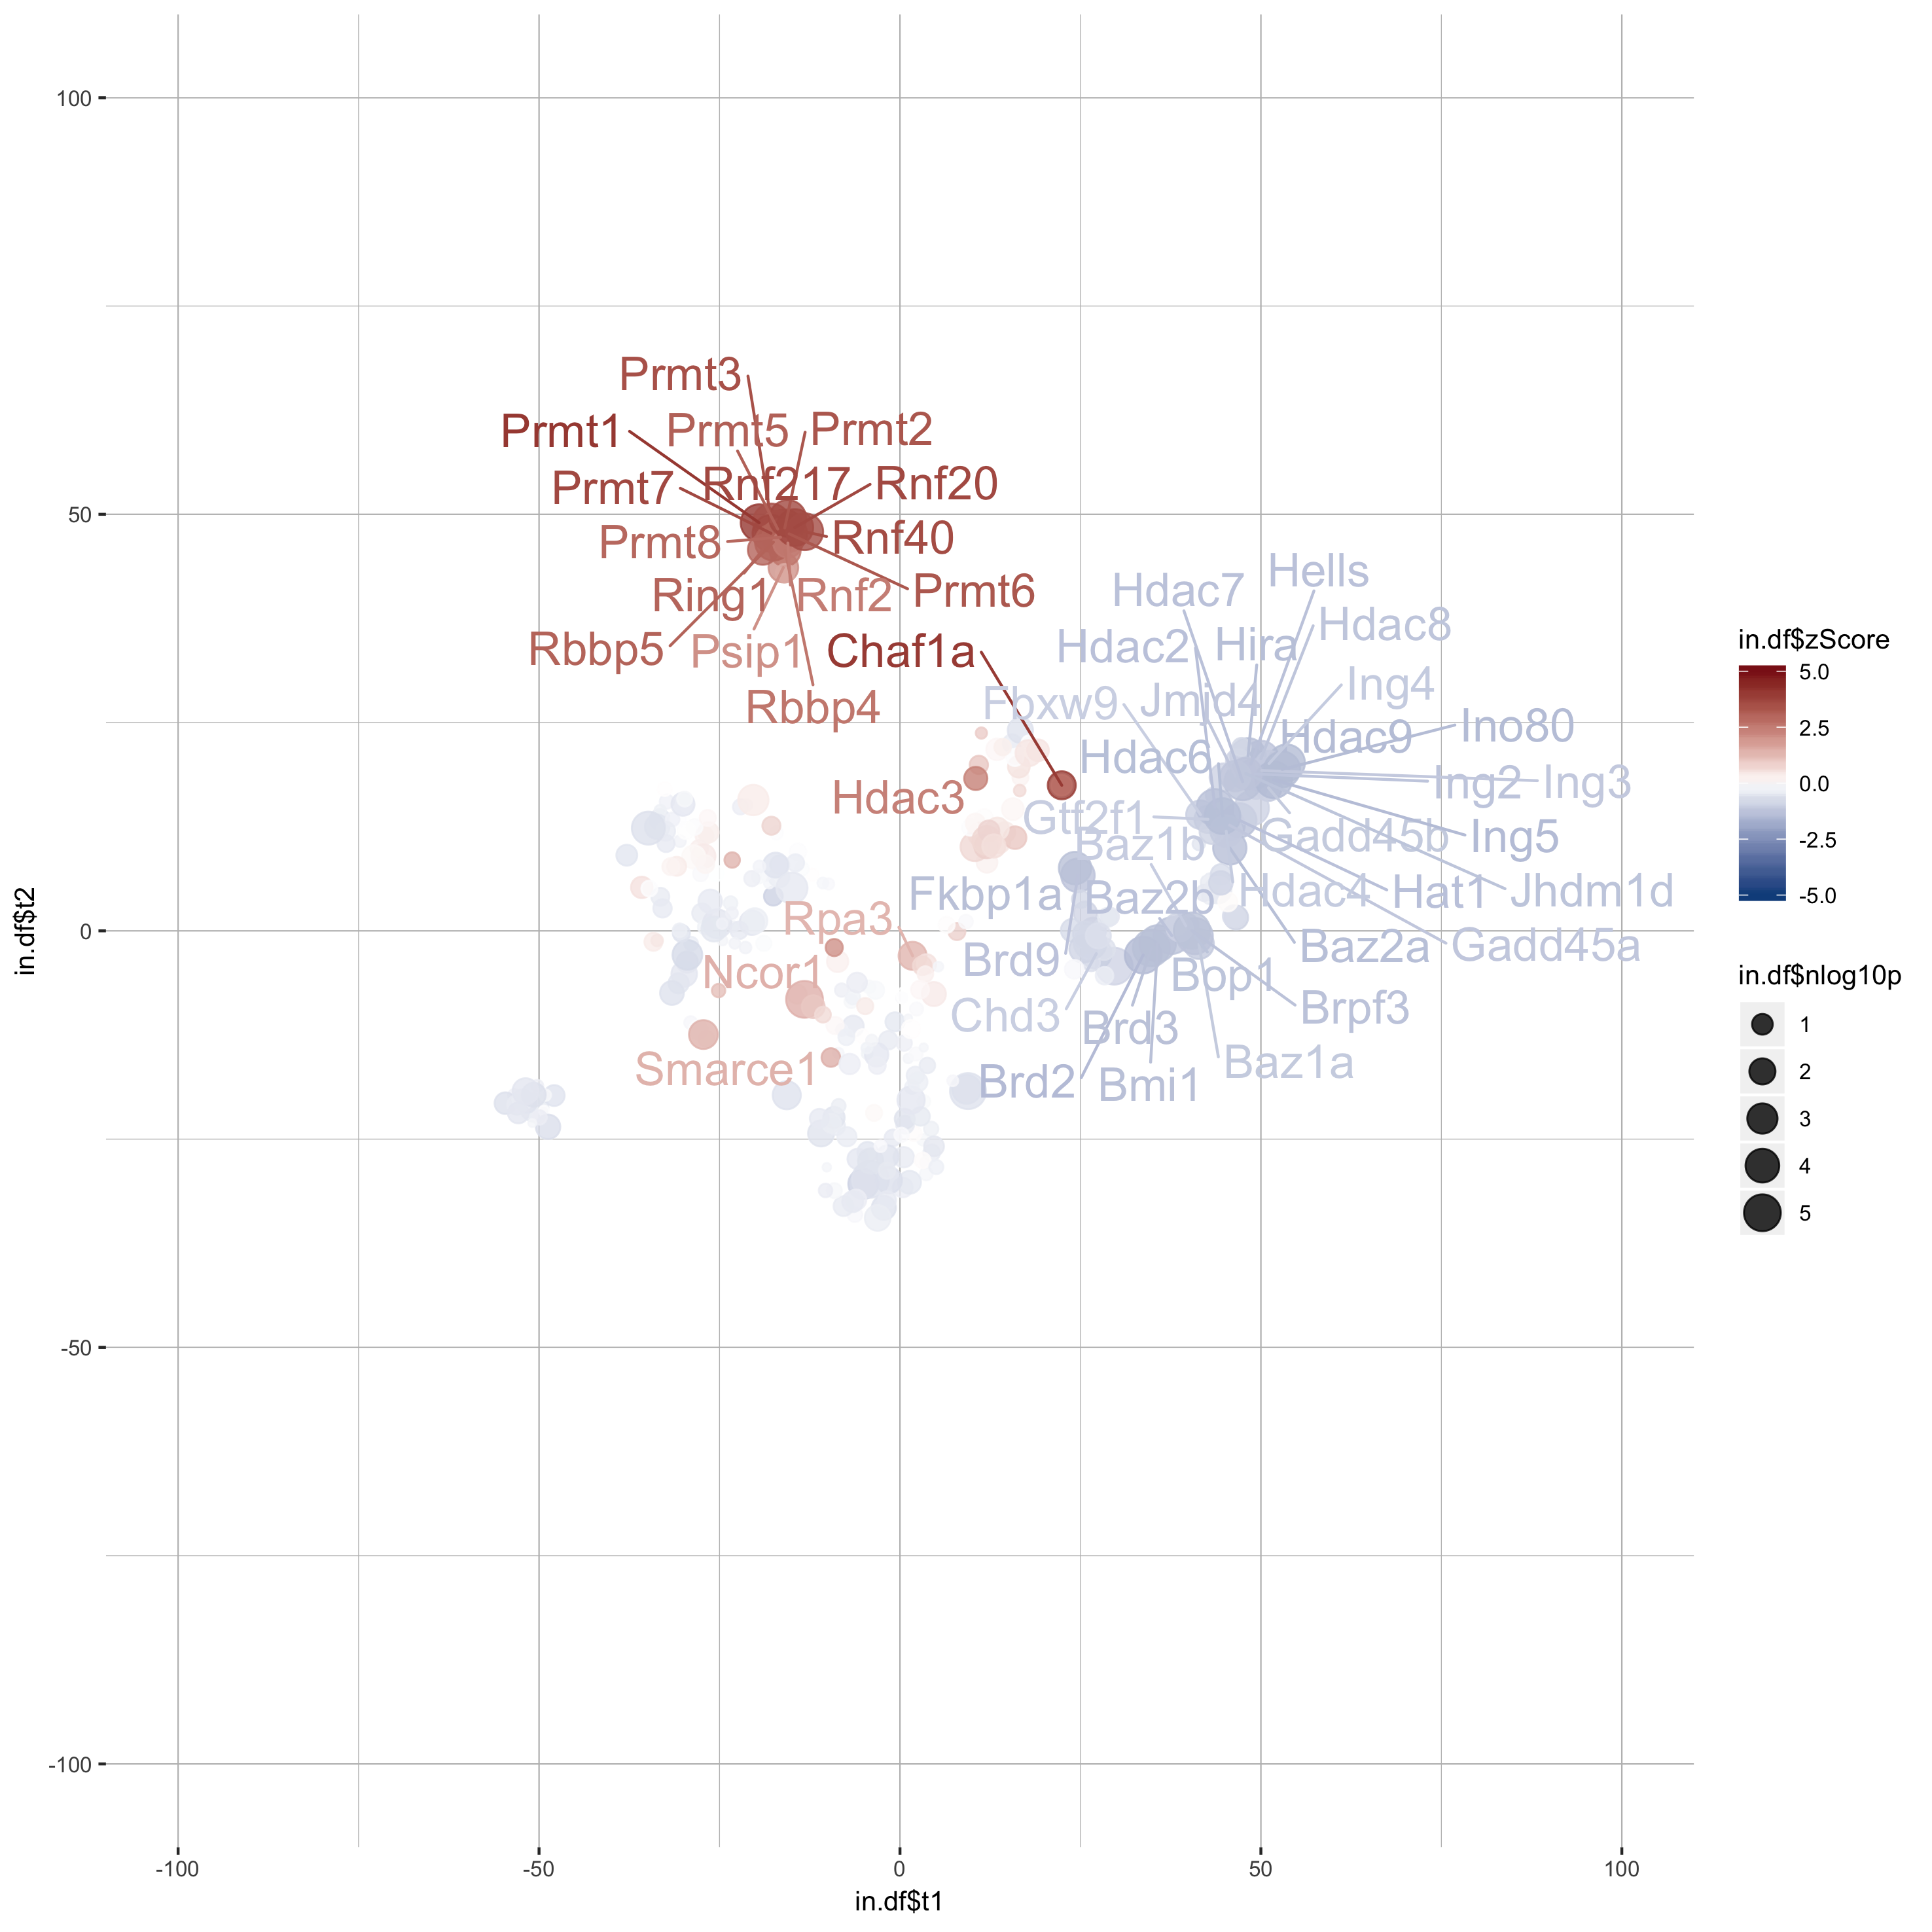 100
50
0
-50
-100
in.df$t2
-100
-50
0
50
100
in.df$t1
Prmt3
Prmt1
Prmt5
Prmt2
Prmt7
Rnf217
Rnf20
Prmt8
Rnf40
Ring1
Rnf2
Prmt6
Rbbp5
Psip1
Chaf1a
Rbbp4
Hdac3
Hells
Hdac7
Hdac8
Hdac2
Hira
Ing4
Fbxw9
Jmjd4
Ino80
Hdac9
Hdac6
Ing2
Ing3
Gtf2f1
Gadd45b
Ing5
Baz1b
Fkbp1a
Baz2b
Hdac4
Hat1
Jhdm1d
Rpa3
Brd9
Baz2a
Gadd45a
Ncor1
Bop1
Chd3
Brd3
Brpf3
Smarce1
Brd2
Bmi1
Baz1a
in.df$zScore
5.0
2.5
0.0
-2.5
-5.0
in.df$nlog10p
1
2
3
4
5